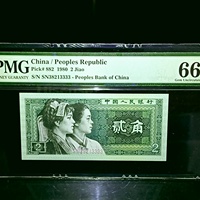 PMG
China / Peoples Republic
66
Pick# 882 1980 2 Jiao
S/N SN38213333 - Peoples Bank of China
中国人民银行
贰角
2